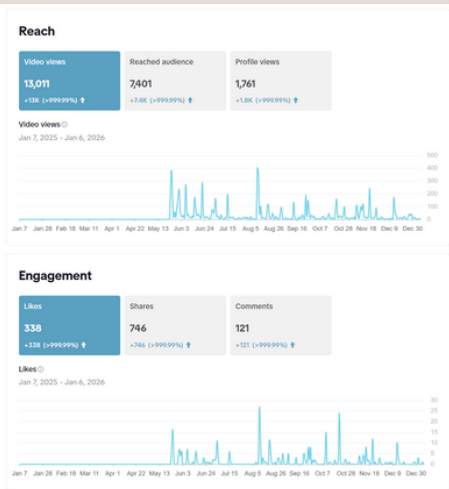 Reach
Video views Reached audience Profile views
13,011 7,401 1,761
+13K (>999.99%) ↑ +7.4K (>999.99%) ↑ +1.8K (>999.99%) ↑
Video views
Jan 7, 2025 - Jan 6, 2026
500
400
300
200
100
0
Jan 7 Jan 28 Feb 18 Mar 11 Apr 1 Apr 22 May 13 Jun 3 Jun 24 Jul 15 Aug 5 Aug 26 Sep 16 Oct 7 Oct 28 Nov 18 Dec 9 Dec 30
Engagement
Likes Shares Comments
338 746 121
+338 (>999.99%) ↑ +746 (>999.99%) ↑ +121 (>999.99%) ↑
Likes
Jan 7, 2025 - Jan 6, 2026
30
25
20
15
10
5
0
Jan 7 Jan 28 Feb 18 Mar 11 Apr 1 Apr 22 May 13 Jun 3 Jun 24 Jul 15 Aug 5 Aug 26 Sep 16 Oct 7 Oct 28 Nov 18 Dec 9 Dec 30